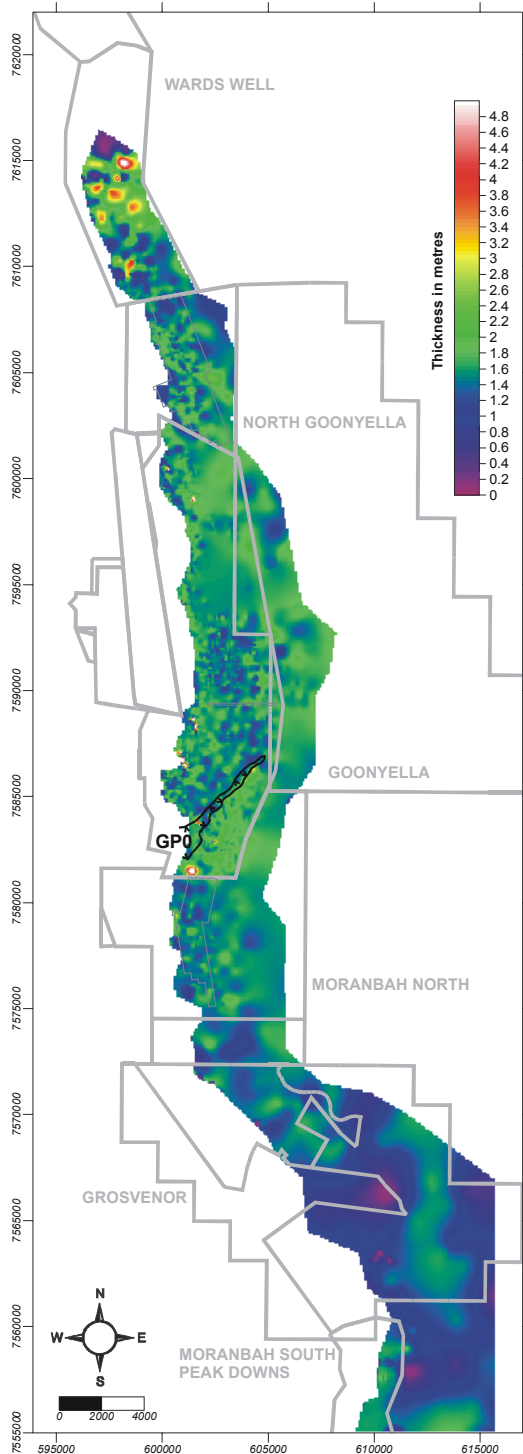 7620000
WARDS WELL
7615000
7610000
7605000
NORTH GOONYELLA
7600000
7595000
7590000
GOONYELLA
7585000
GP0
7580000
MORANBAH NORTH
7575000
7570000
GROSVENOR
7565000
7560000
MORANBAH SOUTH
PEAK DOWNS
7555000
Thickness in metres
4.8
4.6
4.4
4.2
4
3.8
3.6
3.4
3.2
3
2.8
2.6
2.4
2.2
2
1.8
1.6
1.4
1.2
1
0.8
0.6
0.4
0.2
0
N
W
E
S
0 2000 4000
595000 600000 605000 610000 615000